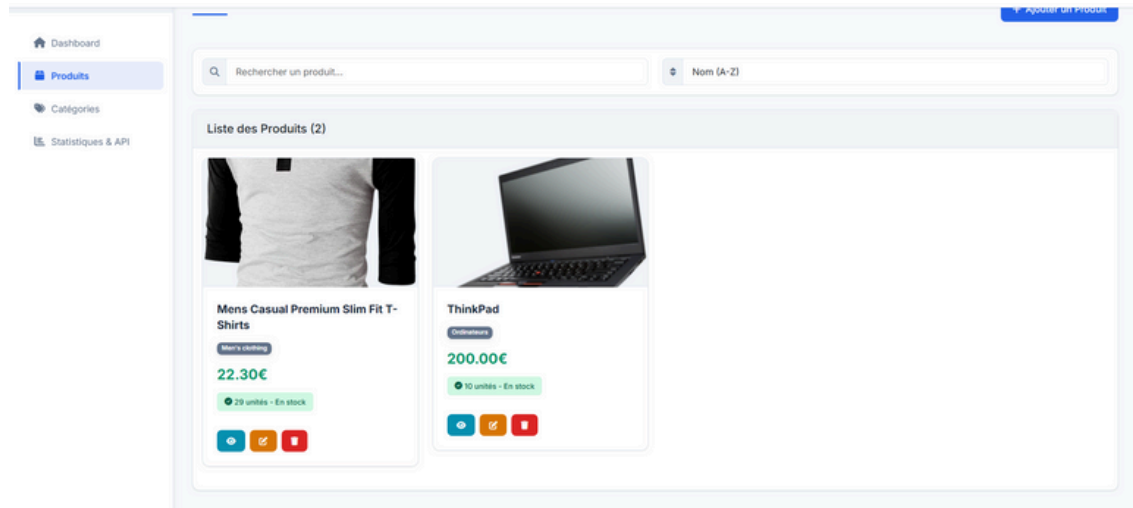 + Ajouter un Produit
Dashboard
Produits
Catégories
Statistiques & API
Rechercher un produit...
Nom (A-Z)
Liste des Produits (2)
Mens Casual Premium Slim Fit T-
Shirts
Men's clothing
22.30€
29 unités - En stock
ThinkPad
Ordinateurs
200.00€
10 unités - En stock